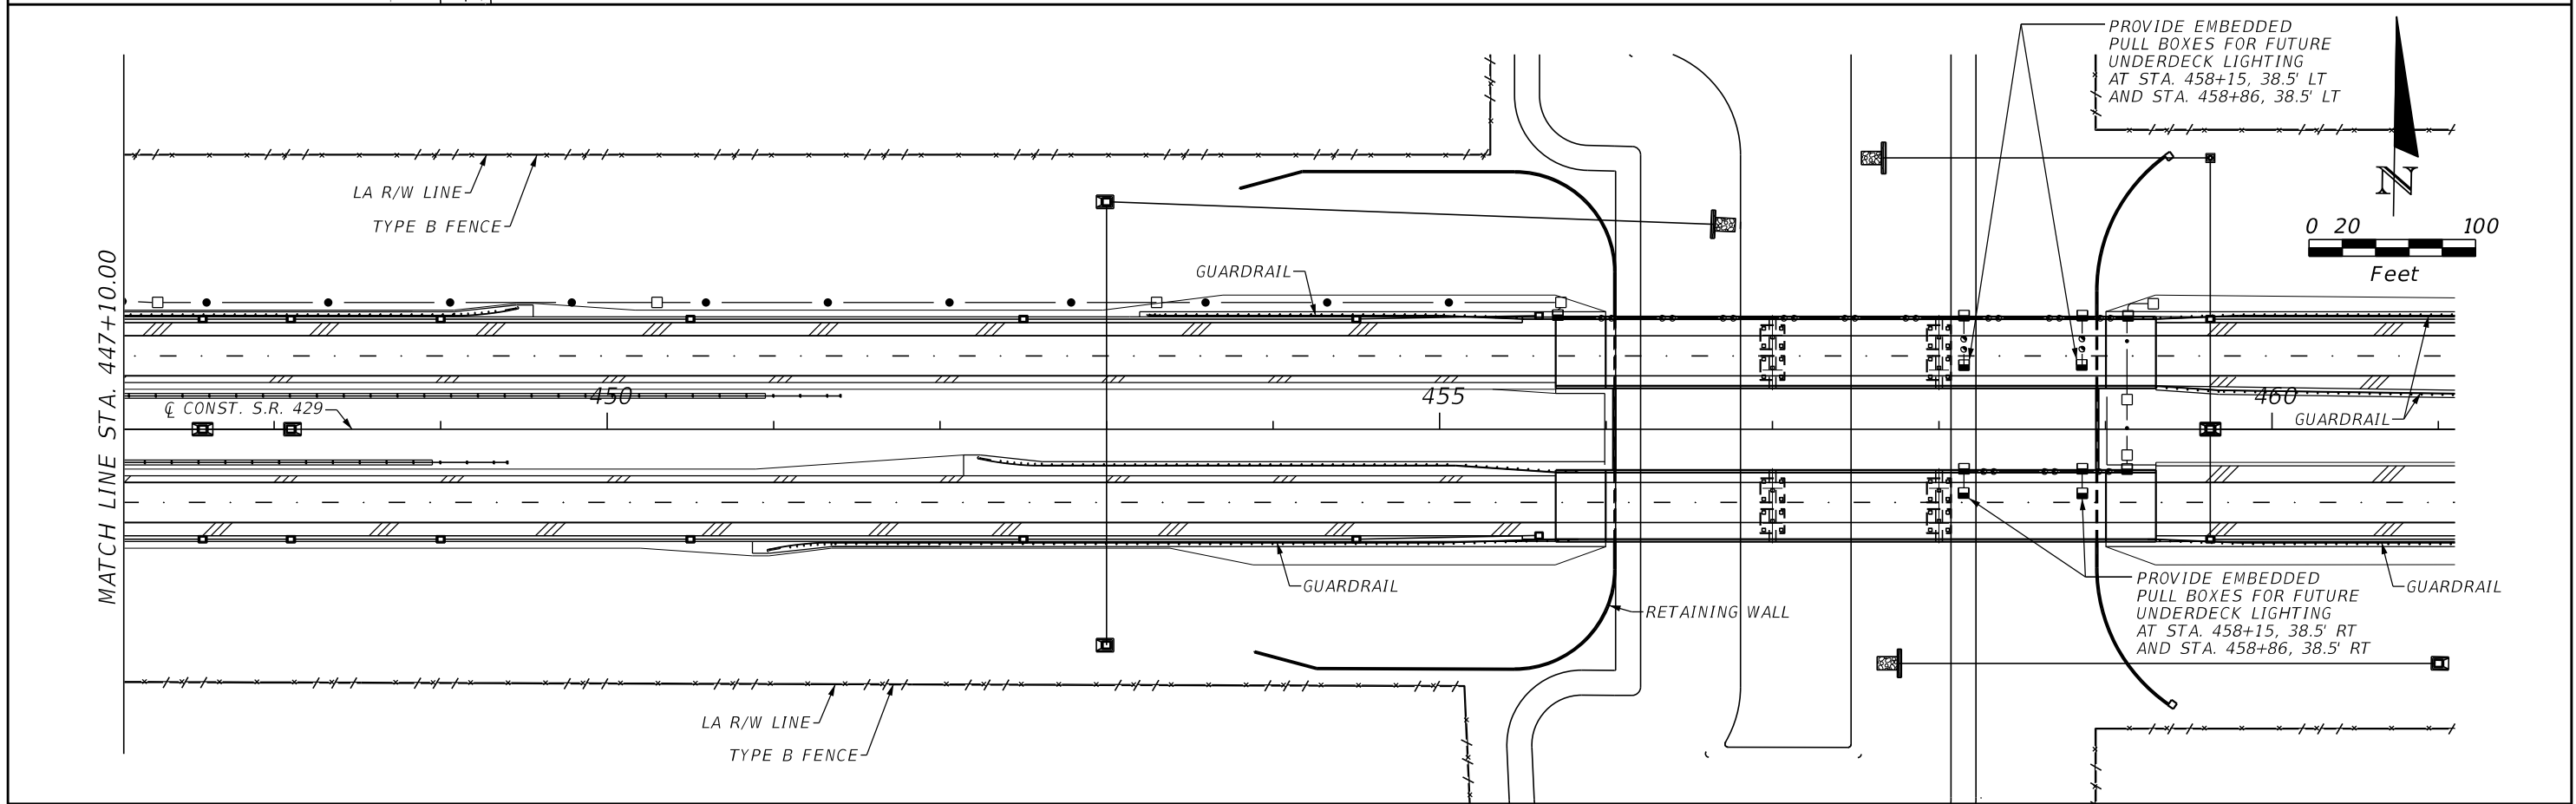 PROVIDE EMBEDDED
PULL BOXES FOR FUTURE
UNDERDECK LIGHTING
AT STA. 458+15, 38.5' LT
AND STA. 458+86, 38.5' LT
N
0 20 100
Feet
LA R/W LINE
TYPE B FENCE
MATCH LINE STA. 447+10.00
GUARDRAIL
450
455
460
℄ CONST. S.R. 429
GUARDRAIL
GUARDRAIL
RETAINING WALL
PROVIDE EMBEDDED
PULL BOXES FOR FUTURE
UNDERDECK LIGHTING
AT STA. 458+15, 38.5' RT
AND STA. 458+86, 38.5' RT
GUARDRAIL
LA R/W LINE
TYPE B FENCE